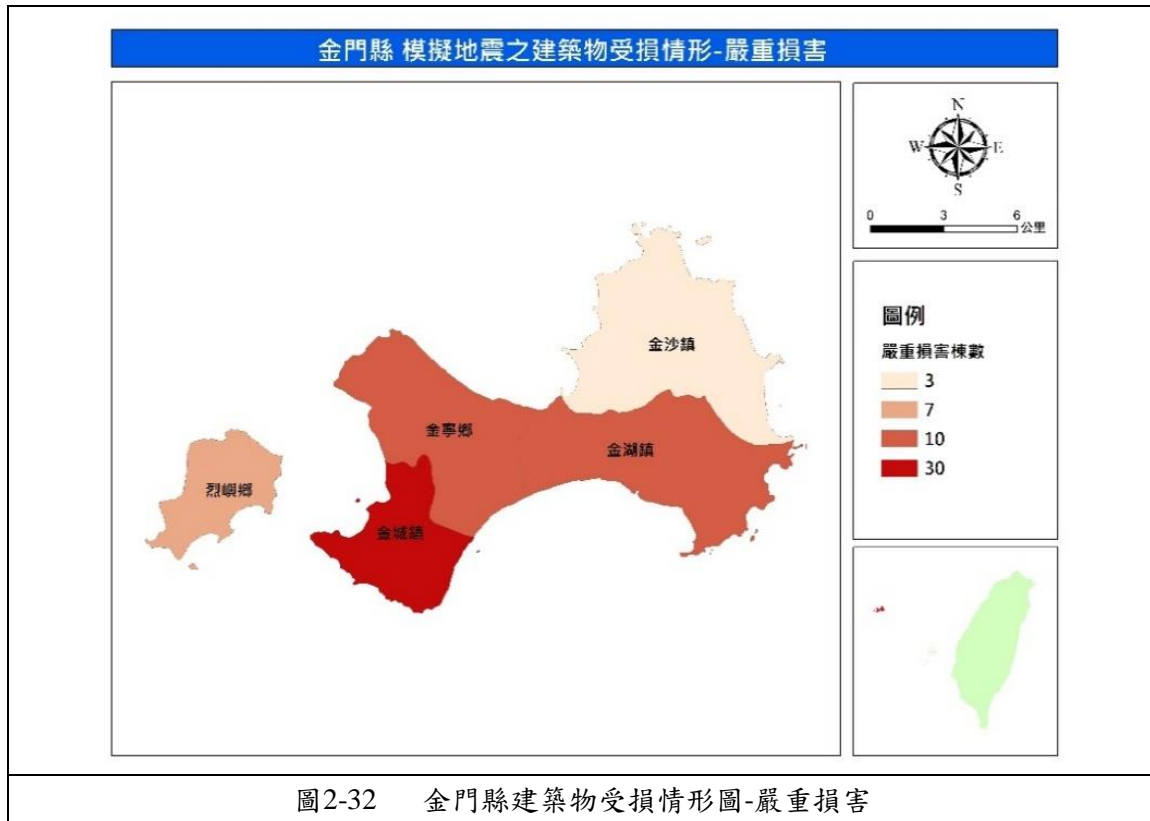 金門縣 模擬地震之建築物受損情形-嚴重損害
N
W
E
S
0 3 6
公里
金沙鎮
金寧鄉
金湖鎮
烈嶼鄉
金城鎮
圖例
嚴重損害棟數
3
7
10
30
圖2-32 金門縣建築物受損情形圖-嚴重損害